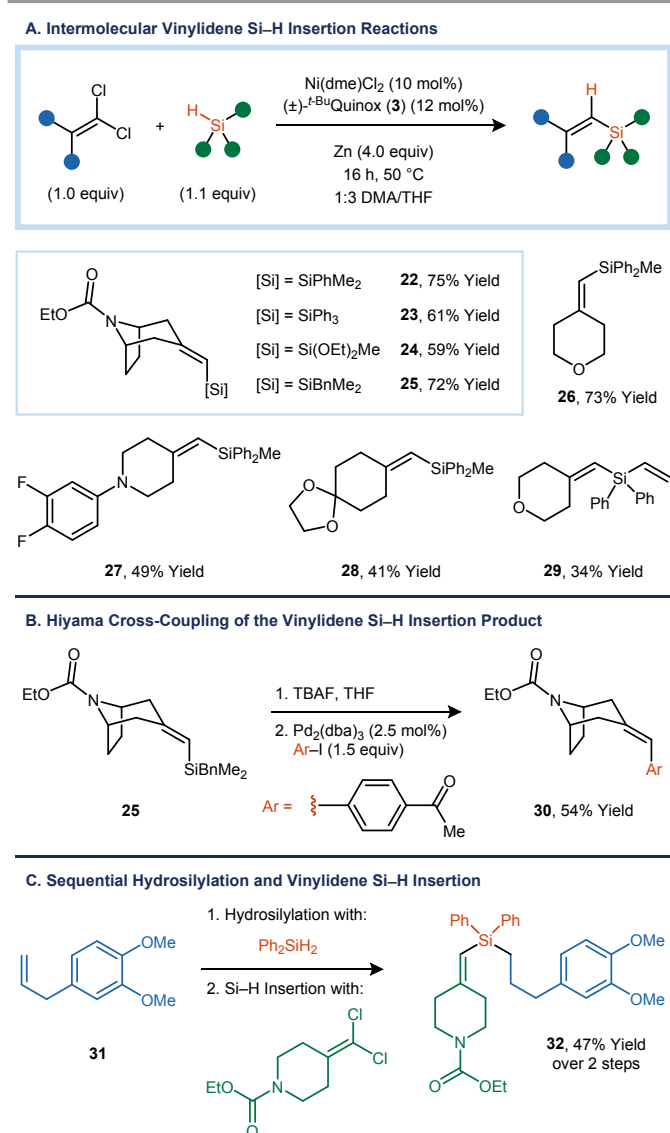 A. Intermolecular Vinylidene Si–H Insertion Reactions
Cl
Cl
+
H
Si
(1.0 equiv)
(1.1 equiv)
Ni(dme)Cl2 (10 mol%)
(±)-t-BuQuinox (3) (12 mol%)
Zn (4.0 equiv)
16 h, 50 °C
1:3 DMA/THF
H
Si
O
EtO
N
[Si]
[Si] = SiPhMe2 22, 75% Yield
[Si] = SiPh3 23, 61% Yield
[Si] = Si(OEt)2Me 24, 59% Yield
[Si] = SiBnMe2 25, 72% Yield
SiPh2Me
O
26, 73% Yield
F
F
N
SiPh2Me
27, 49% Yield
O
O
SiPh2Me
28, 41% Yield
O
Si
Ph
Ph
29, 34% Yield
B. Hiyama Cross-Coupling of the Vinylidene Si–H Insertion Product
O
EtO
N
SiBnMe2
25
1. TBAF, THF
2. Pd2(dba)3 (2.5 mol%)
Ar–I (1.5 equiv)
Ar =
O
Me
O
EtO
N
Ar
30, 54% Yield
C. Sequential Hydrosilylation and Vinylidene Si–H Insertion
OMe
OMe
31
1. Hydrosilylation with:
Ph2SiH2
2. Si–H Insertion with:
Cl
Cl
N
EtO
O
Ph
Ph
Si
OMe
OMe
N
O
OEt
32, 47% Yield
over 2 steps